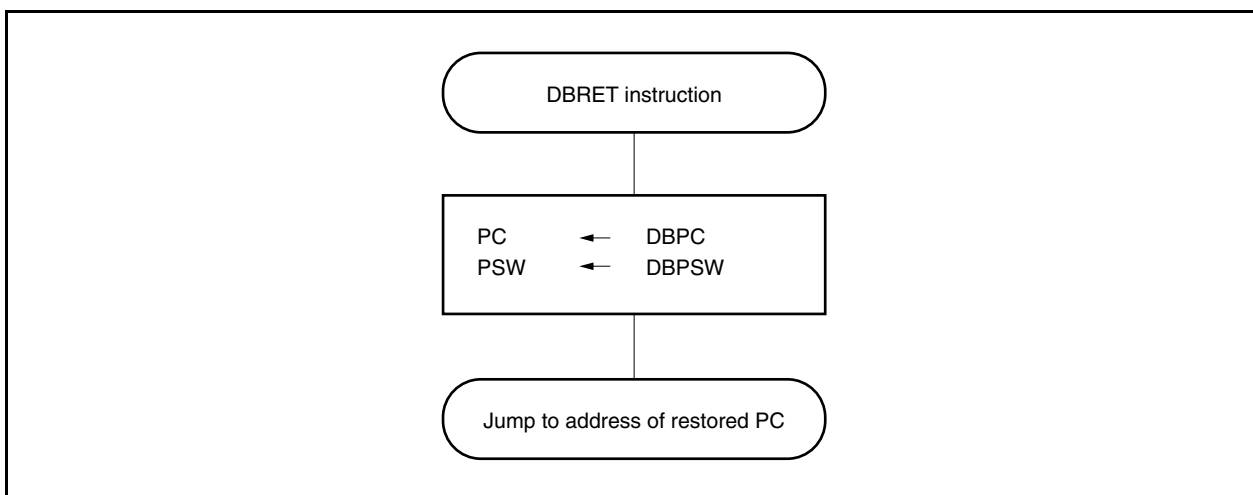 DBRET instruction
PC ← DBPC
PSW ← DBPSW
Jump to address of restored PC